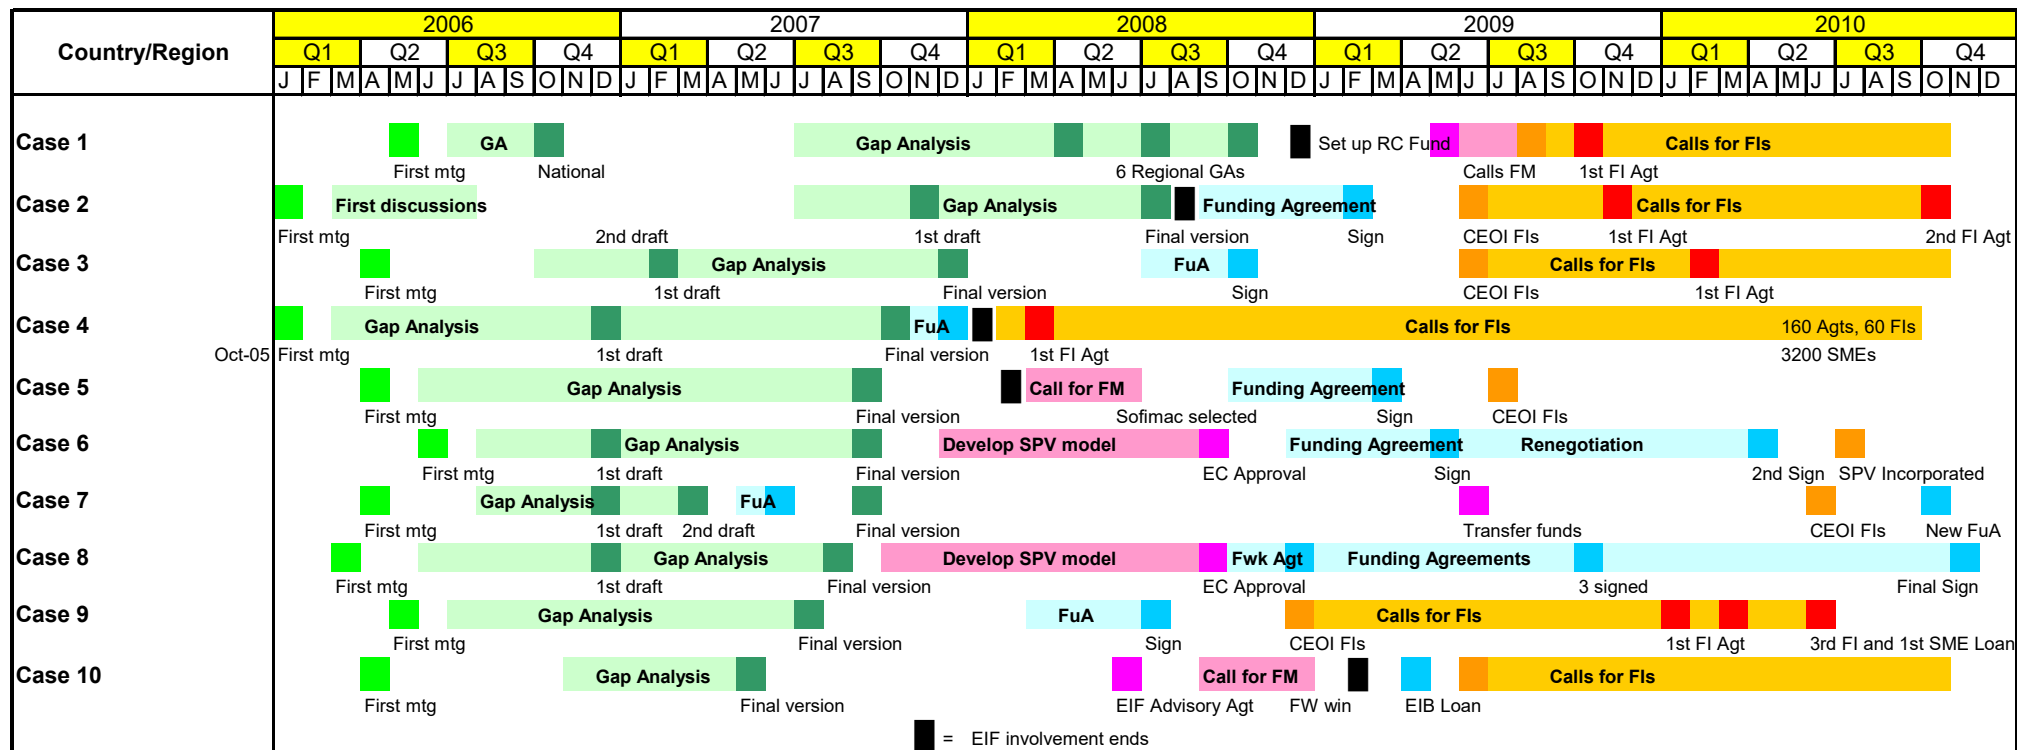 Country/Region
2006 2007 2008 2009 2010
Q1 Q2 Q3 Q4 Q1 Q2 Q3 Q4 Q1 Q2 Q3 Q4 Q1 Q2 Q3 Q4 Q1 Q2 Q3 Q4
J F M A M J J A S O N D J F M A M J J A S O N D J F M A M J J A S O N D J F M A M J J A S O N D J F M A M J J A S O N D
Case 1 GA Gap Analysis Set up RC Fund Calls for FIs
First mtg National 6 Regional GAs Calls FM 1st FI Agt
Case 2 First discussions Gap Analysis Funding Agreement Calls for FIs
First mtg 2nd draft 1st draft Final version Sign CEOI FIs 1st FI Agt 2nd FI Agt
Case 3 Gap Analysis FuA Calls for FIs
First mtg 1st draft Final version Sign CEOI FIs 1st FI Agt
Case 4 Gap Analysis FuA Calls for FIs 160 Agts, 60 FIs
Oct-05 First mtg 1st draft Final version 1st FI Agt 3200 SMEs
Case 5 Gap Analysis Call for FM Funding Agreement
First mtg Final version Sofimac selected Sign CEOI FIs
Case 6 Gap Analysis Develop SPV model Funding Agreement Renegotiation
First mtg 1st draft Final version EC Approval Sign 2nd Sign SPV Incorporated
Case 7 Gap Analysis FuA
First mtg 1st draft 2nd draft Final version Transfer funds CEOI FIs New FuA
Case 8 Gap Analysis Develop SPV model Fwk Agt Funding Agreements
First mtg 1st draft Final version EC Approval 3 signed Final Sign
Case 9 Gap Analysis FuA Calls for FIs
First mtg Final version Sign CEOI FIs 1st FI Agt 3rd FI and 1st SME Loan
Case 10 Gap Analysis Call for FM Calls for FIs
First mtg Final version EIF Advisory Agt FW win EIB Loan
= EIF involvement ends